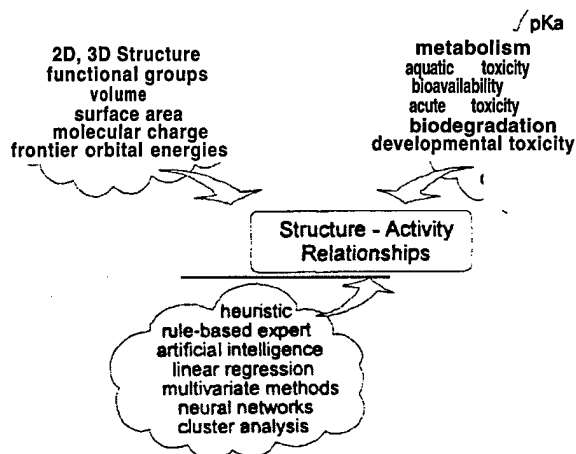 2D, 3D Structure
functional groups
volume
surface area
molecular charge
frontier orbital energies
pKa
metabolism
aquatic toxicity
bioavailability
acute toxicity
biodegradation
developmental toxicity
Structure - Activity
Relationships
heuristic
rule-based expert
artificial intelligence
linear regression
multivariate methods
neural networks
cluster analysis